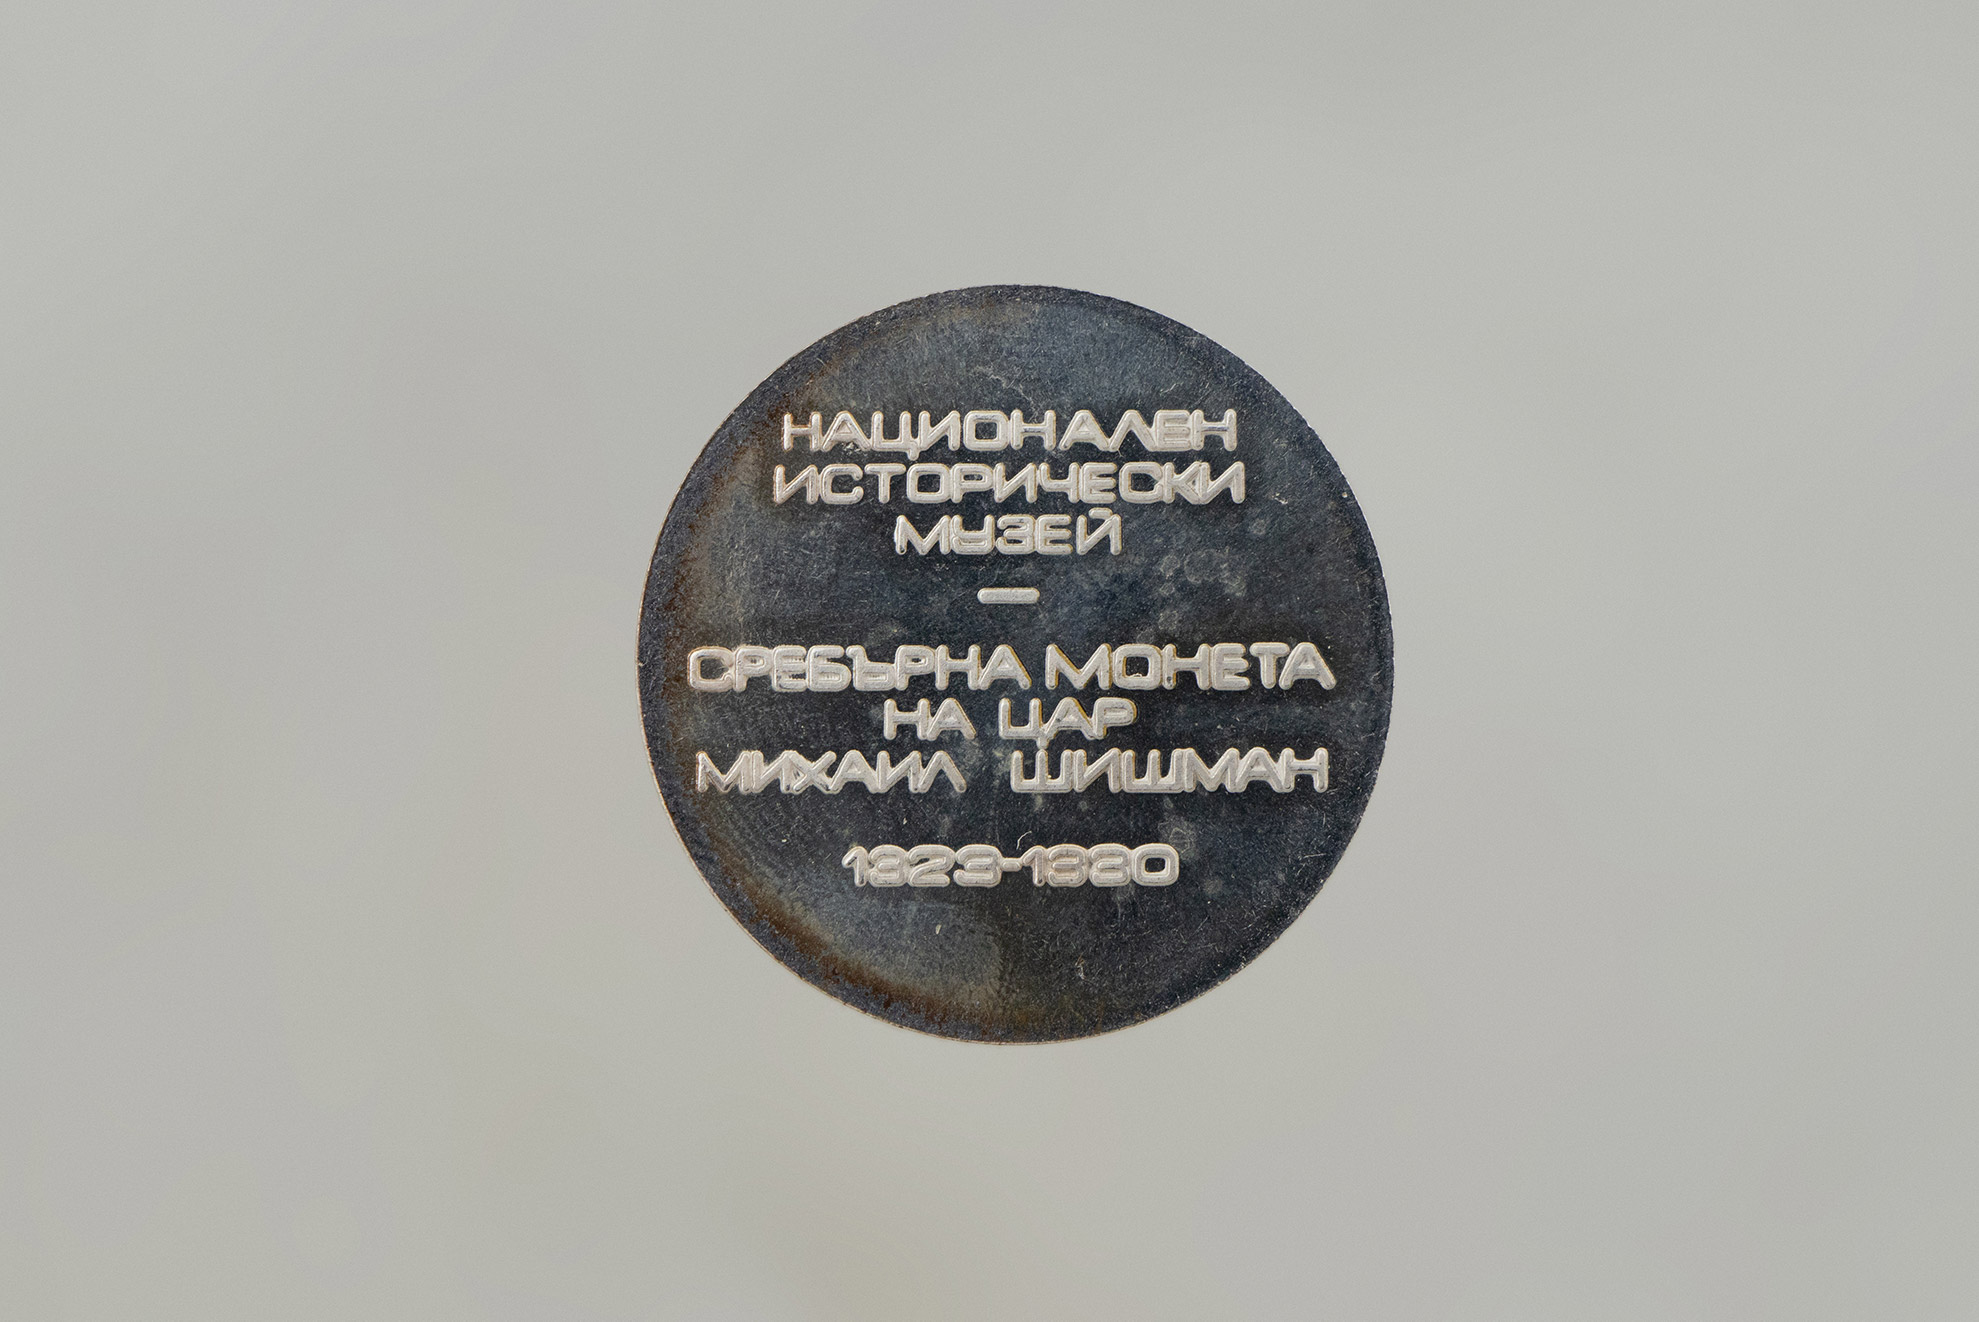 НАЦИОНАЛЕН
ИСТОРИЧЕСКИ
МУЗЕЙ
—
СРЕБЪРНА МОНЕТА
НА ЦАР
МИХАИЛ ШИШМАН
1323-1330